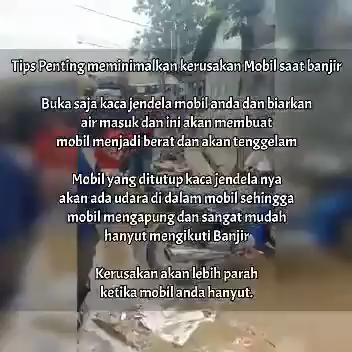 Tips Penting meminimalkan kerusakan Mobil saat banjir
Buka saja kaca jendela mobil anda dan biarkan
air masuk dan ini akan membuat
mobil menjadi berat dan akan tenggelam
Mobil yang ditutup kaca jendela nya
akan ada udara di dalam mobil sehingga
mobil mengapung dan sangat mudah
hanyut mengikuti Banjir
Kerusakan akan lebih parah
ketika mobil anda hanyut.